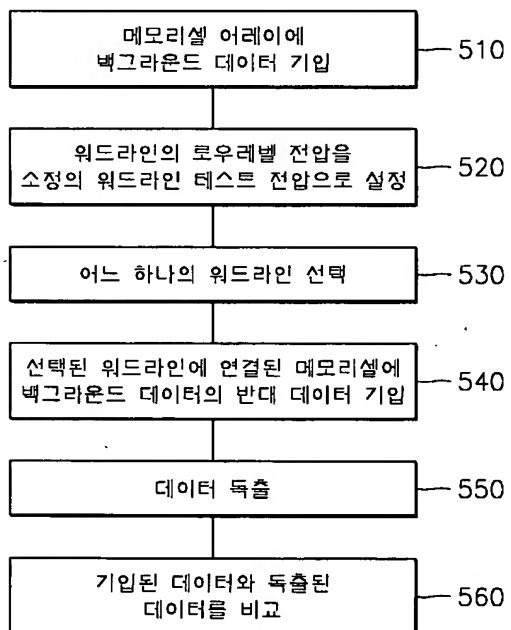 메모리셀 어레이에
백그라운드 데이터 기입
510
워드라인의 로우레벨 전압을
소정의 워드라인 테스트 전압으로 설정
520
어느 하나의 워드라인 선택
530
선택된 워드라인에 연결된 메모리셀에
백그라운드 데이터의 반대 데이터 기입
540
데이터 독출
550
기입된 데이터와 독출된
데이터를 비교
560